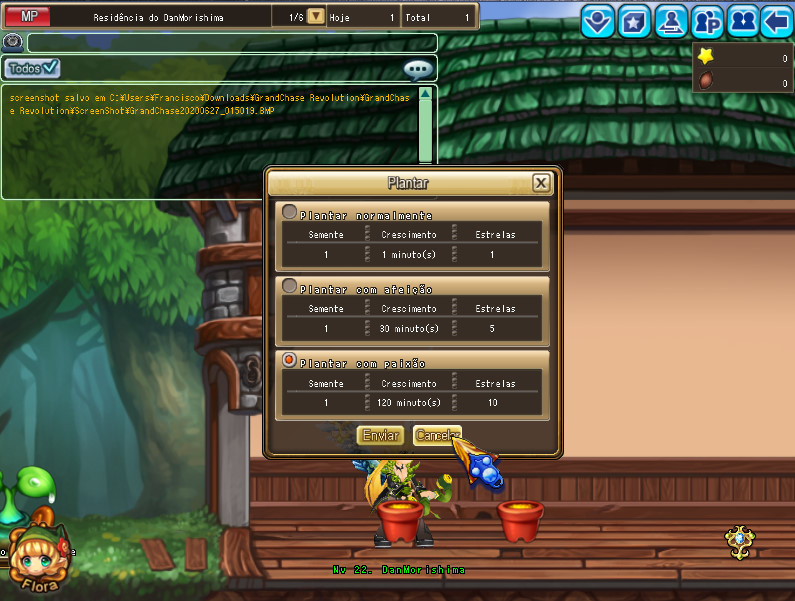 MP Residência do DanMorishima 1/6 Hoje 1 Total 1
0
0
Todos
screenshot salvo em C:¥Users¥Francisco¥Downloads¥GrandChase Revolution¥GrandChas
e Revolution¥ScreenShot¥GrandChase20200627_015019.BMP
Plantar X
Plantar normalmente
Semente Crescimento Estrelas
1 1 minuto(s) 1
Plantar com afeição
Semente Crescimento Estrelas
1 30 minuto(s) 5
Plantar com paixão
Semente Crescimento Estrelas
1 120 minuto(s) 10
Enviar Cancelar
Flora
Nv 22. DanMorishima